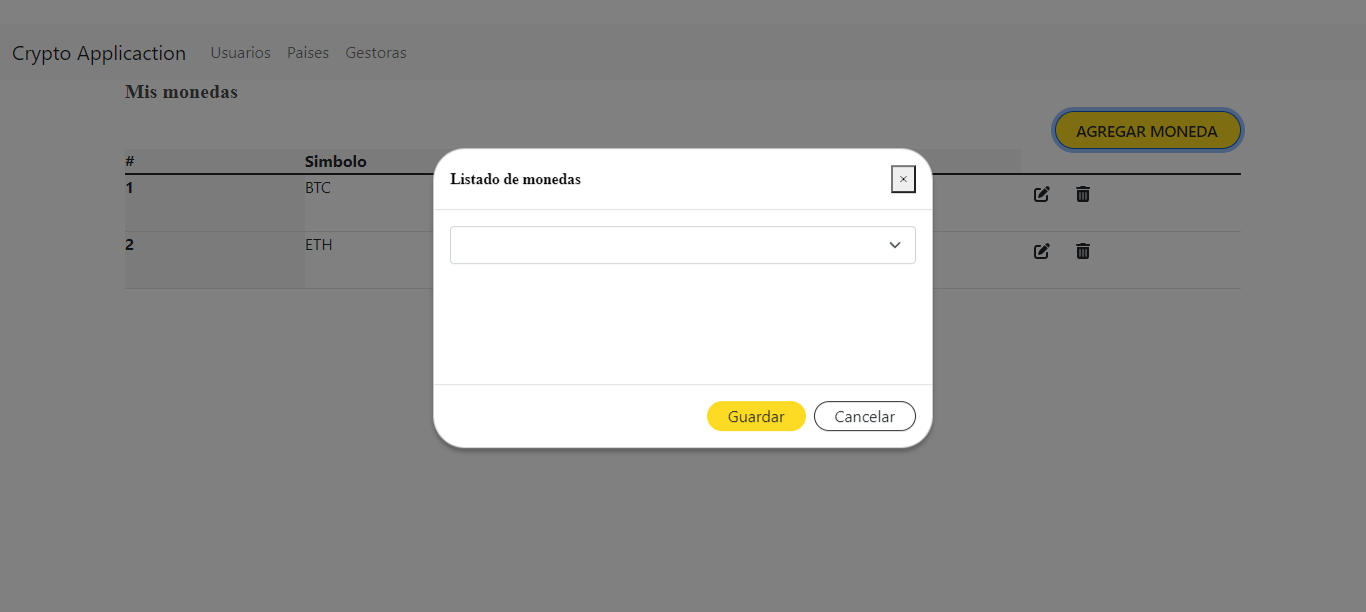 Crypto Applicaction Usuarios Paises Gestoras
Mis monedas
AGREGAR MONEDA
# Simbolo
1 BTC
2 ETH
Listado de monedas ×
Guardar Cancelar